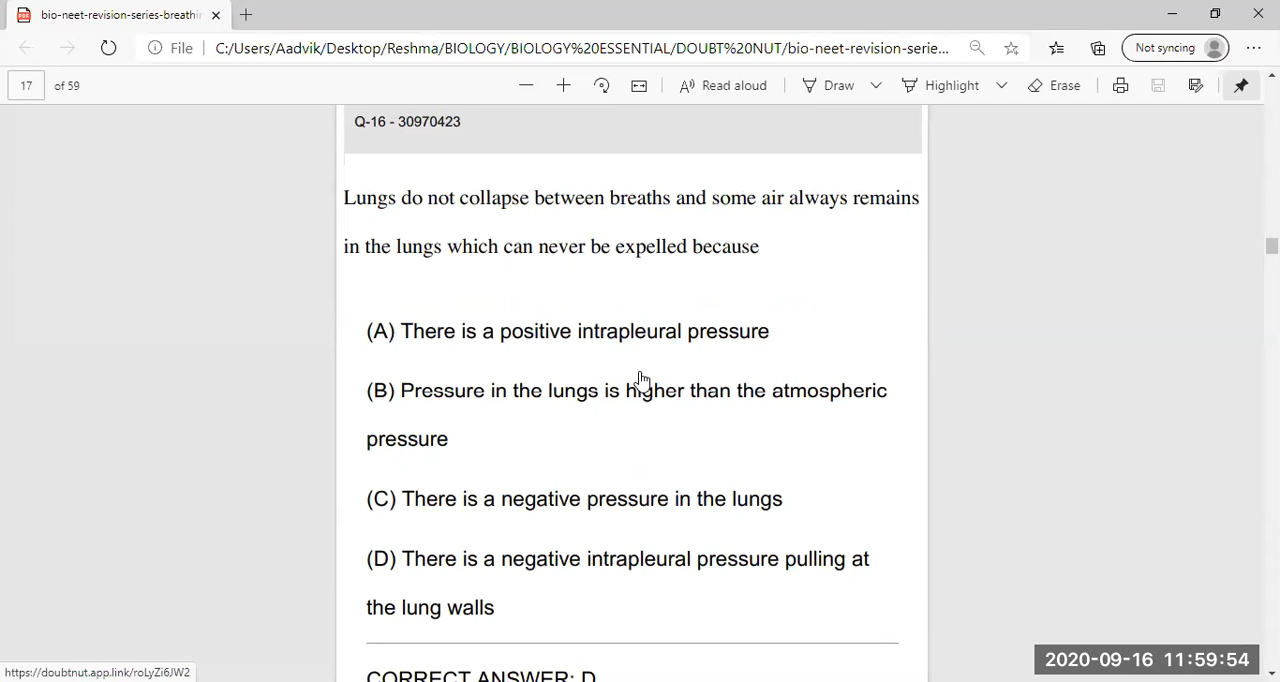 bio-neet-revision-series-breathi
Not syncing
File
C:/Users/Aadvik/Desktop/Reshma/BIOLOGY/BIOLOGY%20ESSENTIAL/DOUBT%20NUT/bio-neet-revision-serie...
17 of 59
Read aloud
Draw
Highlight
Erase
Q-16 - 30970423
Lungs do not collapse between breaths and some air always remains
in the lungs which can never be expelled because
(A) There is a positive intrapleural pressure
(B) Pressure in the lungs is higher than the atmospheric
pressure
(C) There is a negative pressure in the lungs
(D) There is a negative intrapleural pressure pulling at
the lung walls
CORRECT ANSWER: D
https://doubtnut.app.link/roLyZi6JW2
2020-09-16 11:59:54